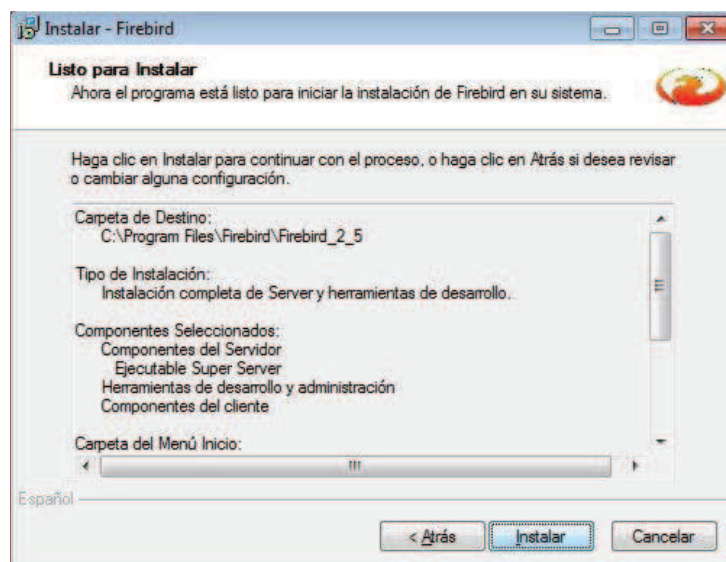 Instalar - Firebird
Listo para Instalar
Ahora el programa está listo para iniciar la instalación de Firebird en su sistema.
Haga clic en Instalar para continuar con el proceso, o haga clic en Atrás si desea revisar
o cambiar alguna configuración.
Carpeta de Destino:
C:\Program Files\Firebird\Firebird_2_5
Tipo de Instalación:
Instalación completa de Server y herramientas de desarrollo.
Componentes Seleccionados:
Componentes del Servidor
Ejecutable Super Server
Herramientas de desarrollo y administración
Componentes del cliente
Carpeta del Menú Inicio:
Español
< Atrás Instalar Cancelar